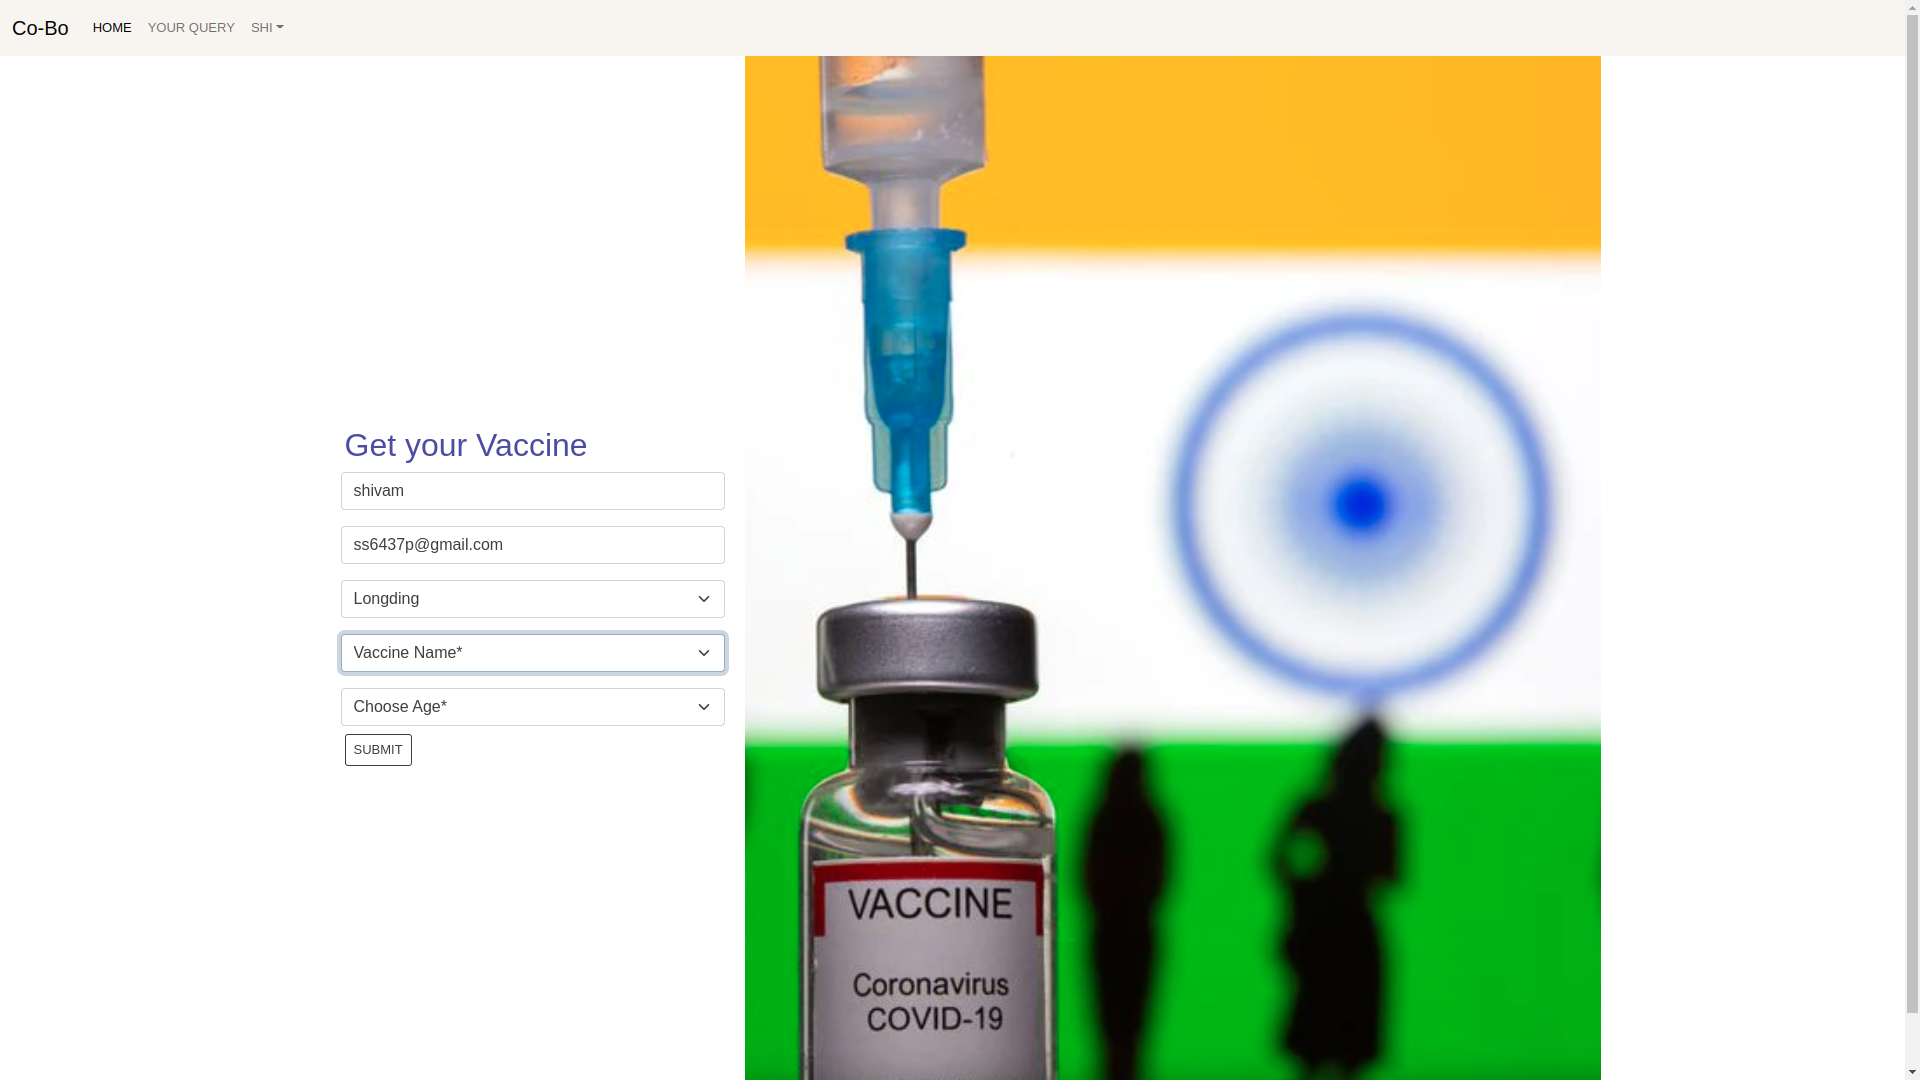 Co-Bo HOME YOUR QUERY SHI
Get your Vaccine
shivam
ss6437p@gmail.com
Longding
Vaccine Name*
Choose Age*
SUBMIT
VACCINE
Coronavirus
COVID-19